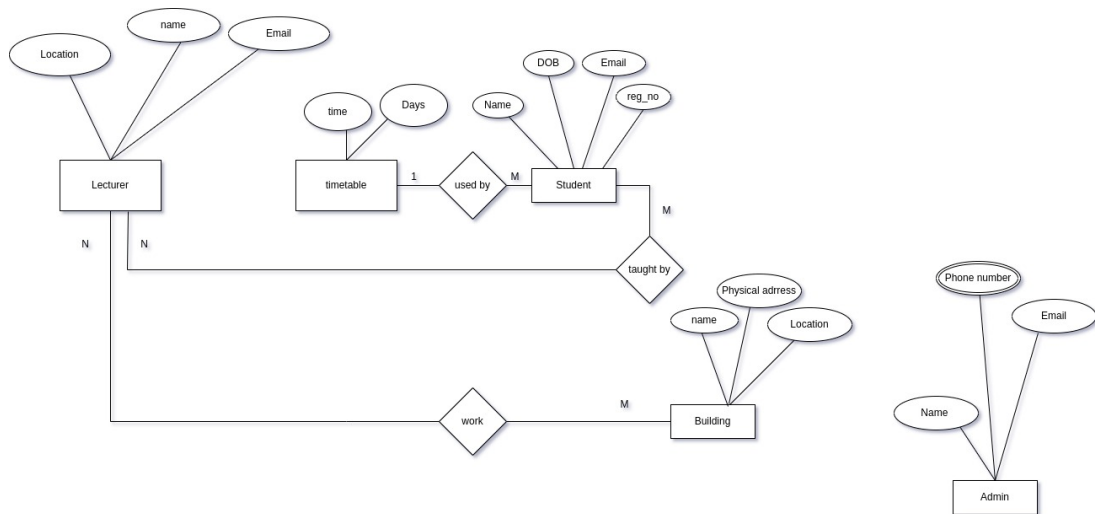 name
Email
Location
DOB
Email
reg_no
Days
time
Name
Lecturer
timetable
1
used by
M
Student
M
N
N
taught by
Phone number
Physical adrress
name
Location
Email
M
work
Building
Name
Admin